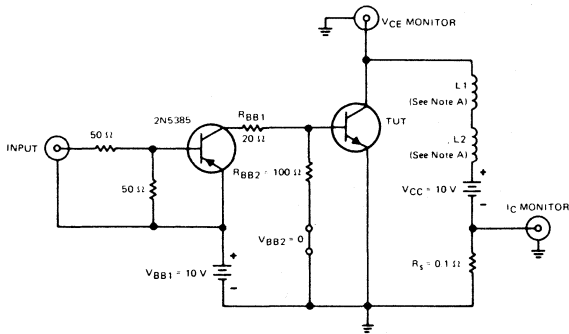 VCE MONITOR
L1
(See Note A)
2N5385
RBB1
20 Ω
TUT
L2
(See Note A)
50 Ω
INPUT
RBB2 = 100 Ω
50 Ω
VCC = 10 V
+
-
IC MONITOR
VBB2 = 0
+
VBB1 = 10 V
-
Rs = 0.1 Ω